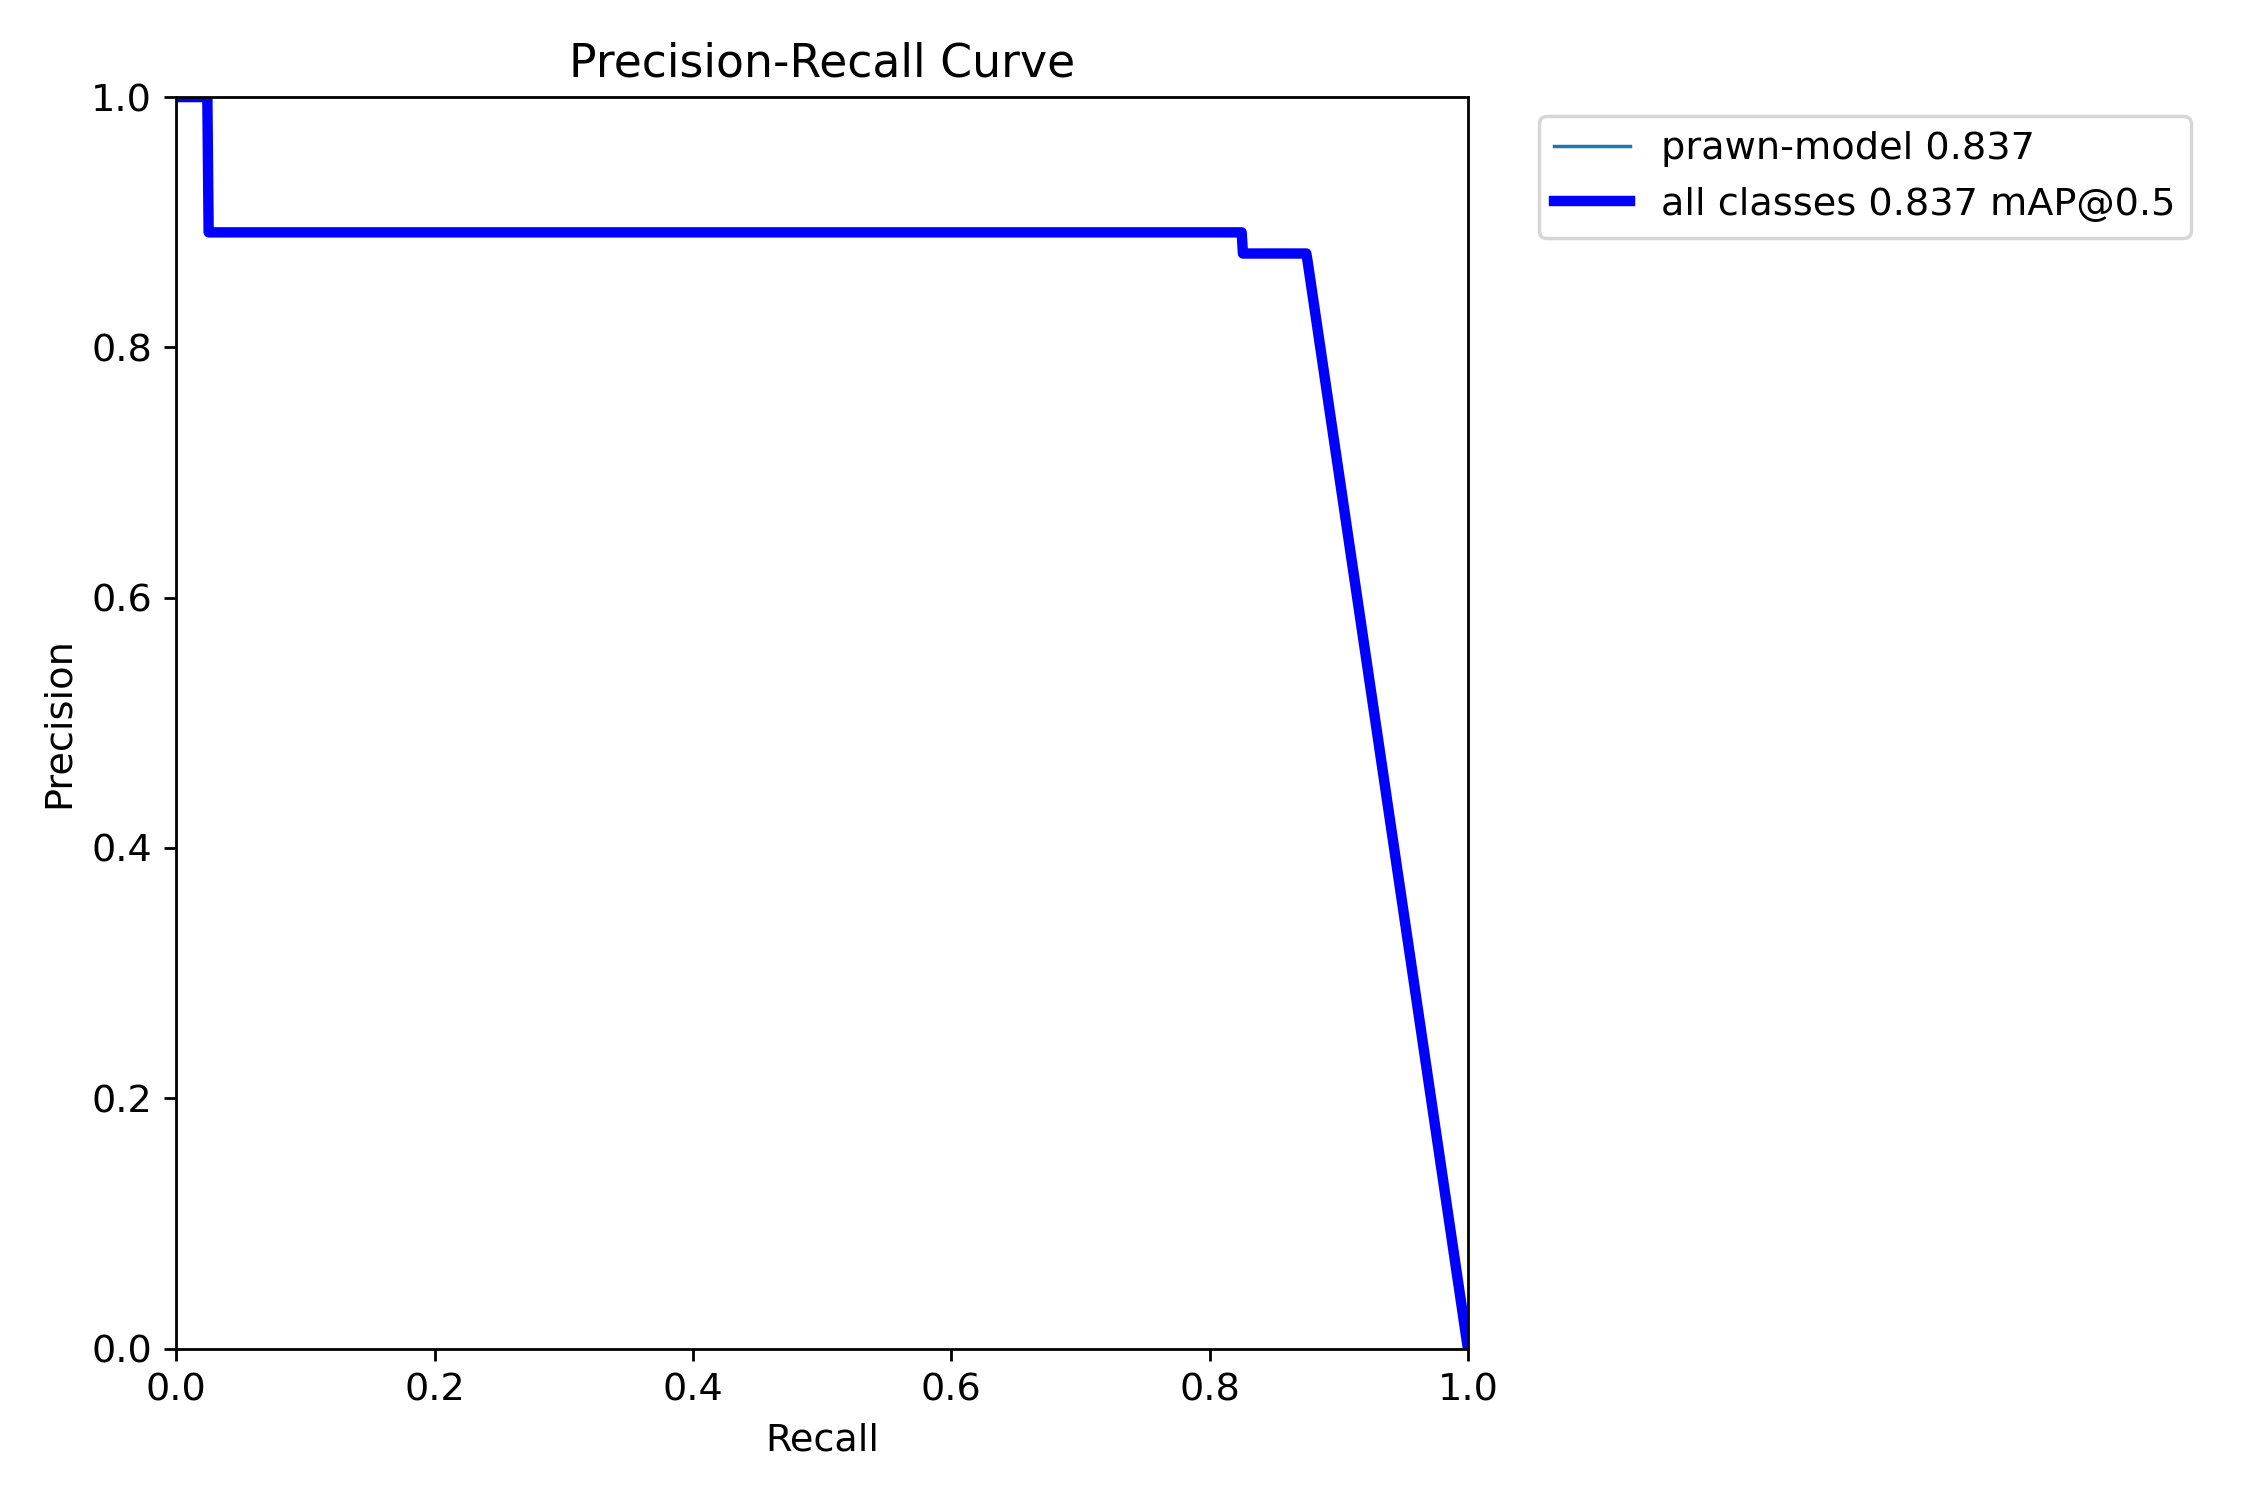 Precision-Recall Curve
1.0
0.8
0.6
0.4
0.2
0.0
Precision
0.0 0.2 0.4 0.6 0.8 1.0
Recall
prawn-model 0.837
all classes 0.837 mAP@0.5